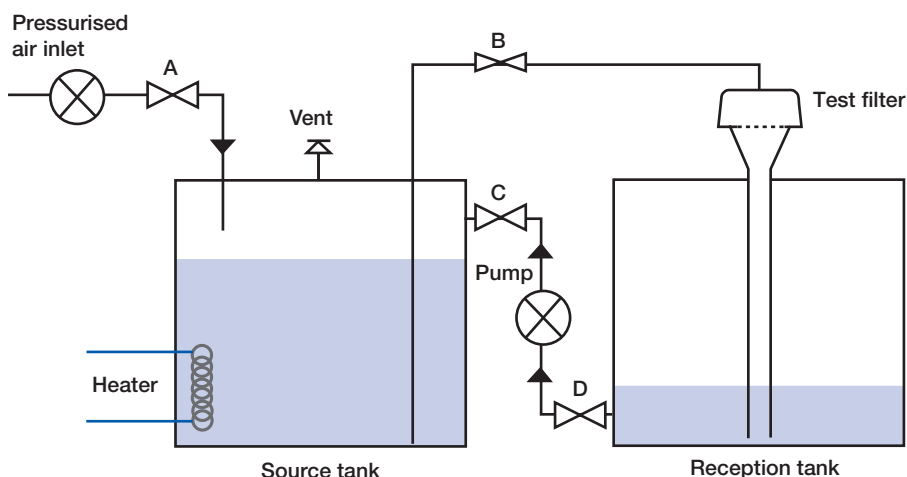 Pressurised
air inlet
A
B
Vent
Test filter
C
Pump
Heater
D
Source tank
Reception tank